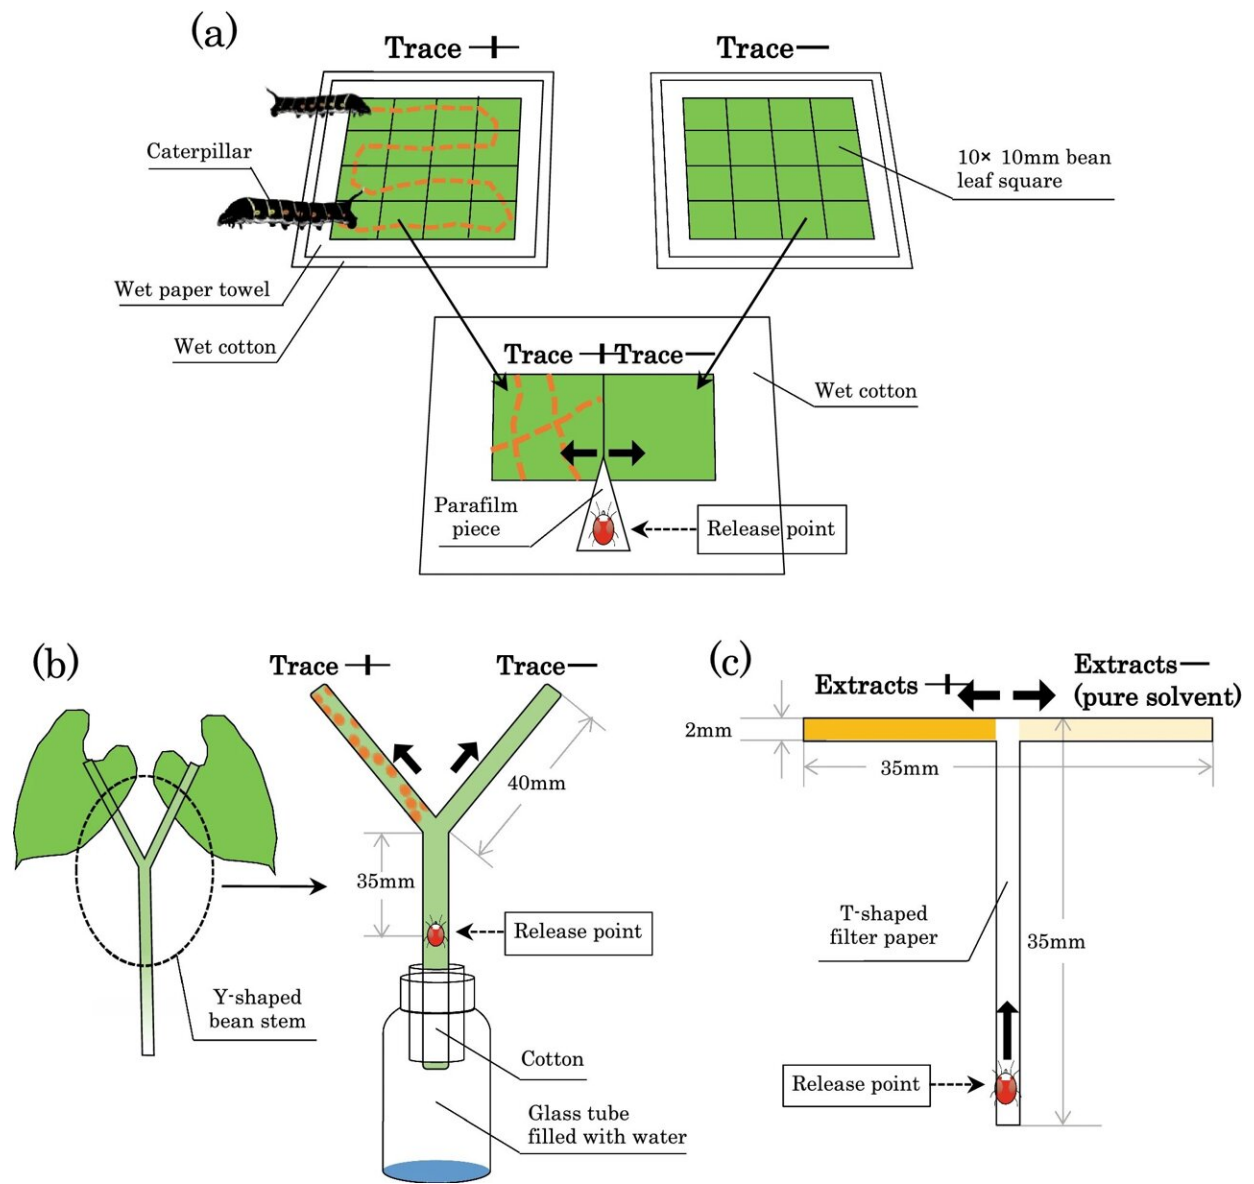 (a)
Trace +
Trace—
Caterpillar
10× 10mm bean
leaf square
Wet paper towel
Wet cotton
Trace + Trace—
Wet cotton
Parafilm
piece
Release point
(b)
Trace +
Trace—
40mm
35mm
Release point
Y-shaped
bean stem
Cotton
Glass tube
filled with water
(c)
Extracts +
Extracts—
(pure solvent)
2mm
35mm
T-shaped
filter paper
35mm
Release point